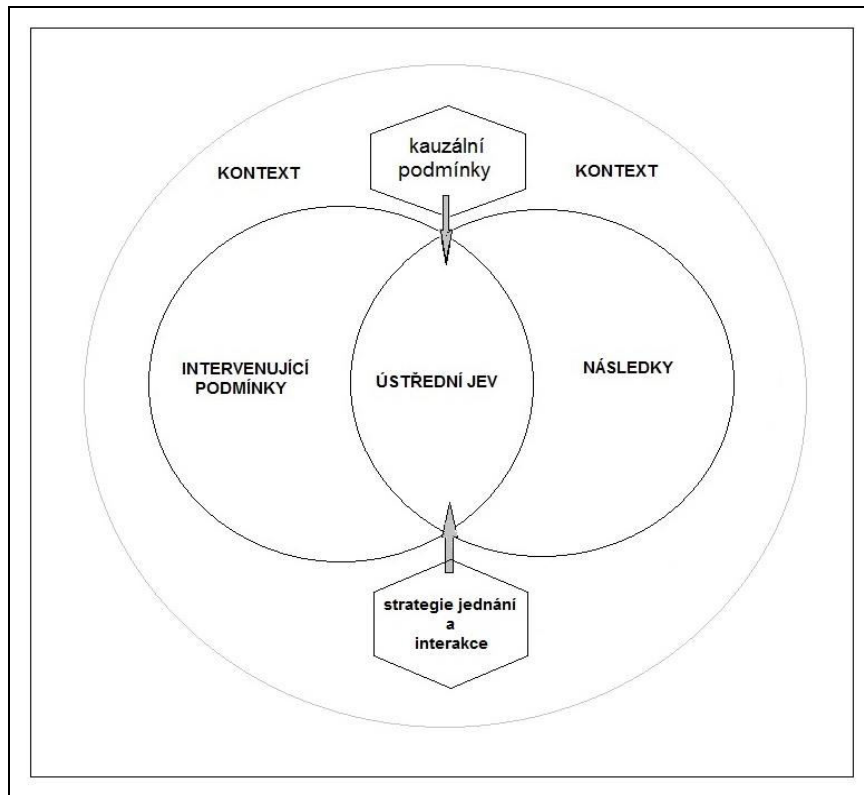 kauzální
podmínky
KONTEXT
KONTEXT
INTERVENUJÍCÍ
PODMÍNKY
ÚSTŘEDNÍ JEV
NÁSLEDKY
strategie jednání
a
interakce